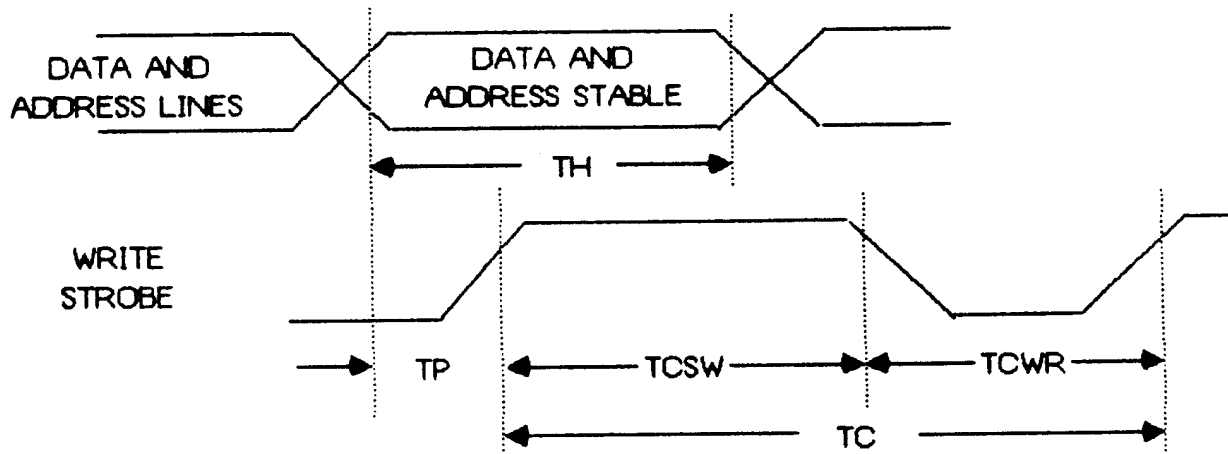 DATA AND
ADDRESS LINES
DATA AND
ADDRESS STABLE
TH
WRITE
STROBE
TP
TCSW
TCWR
TC